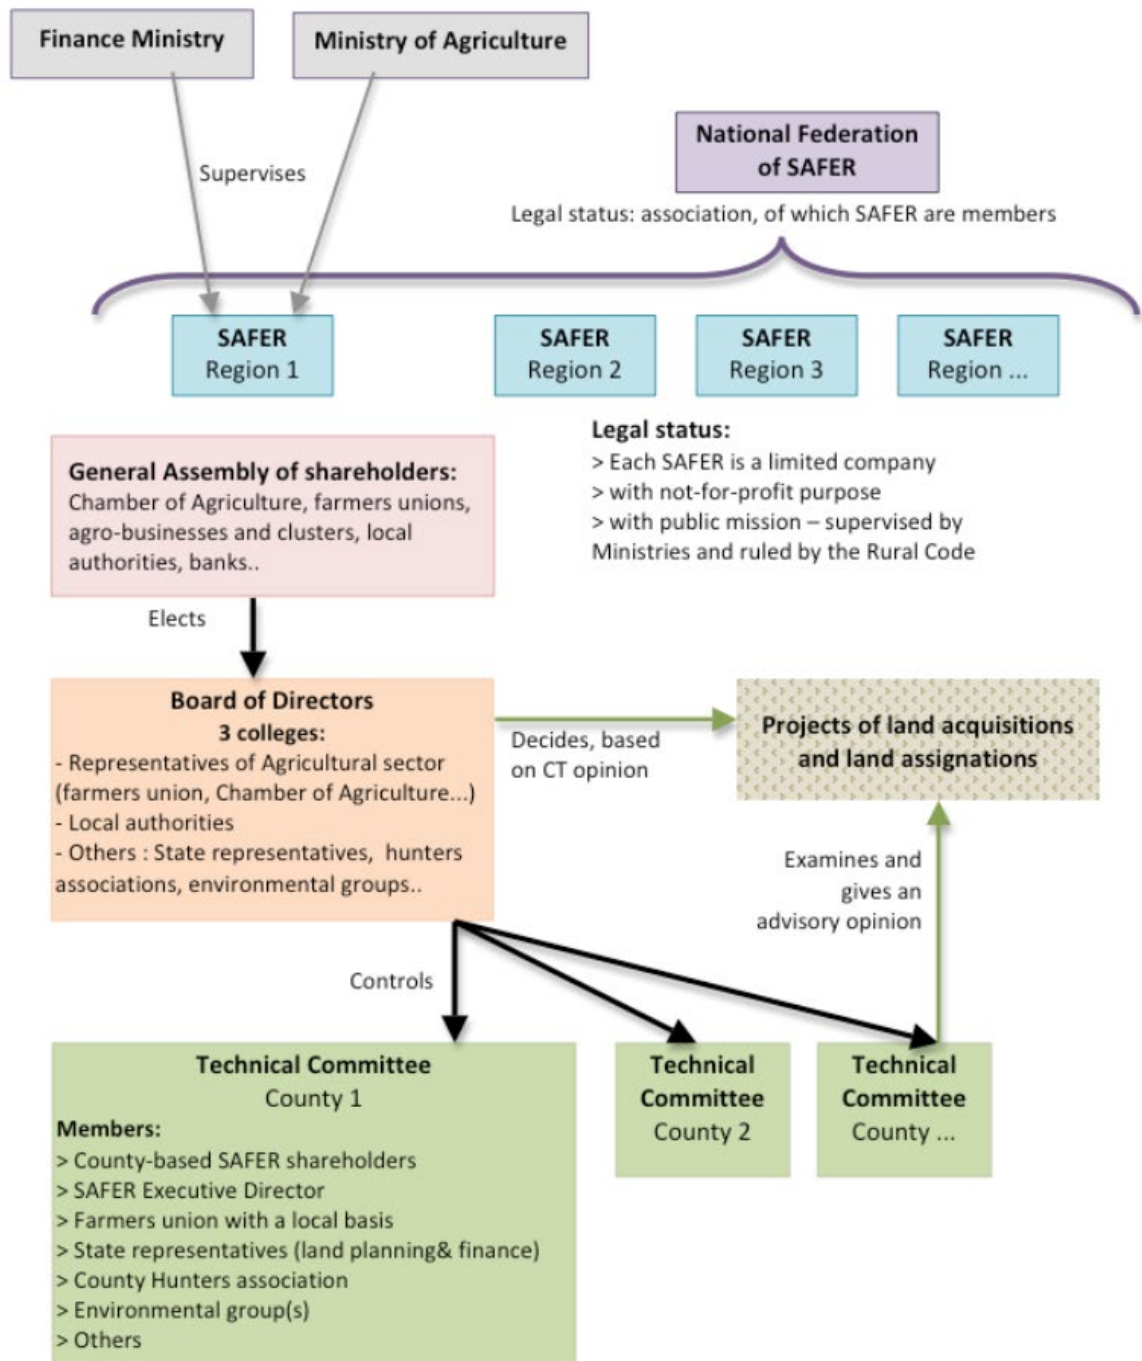 Finance Ministry
Ministry of Agriculture
National Federation
of SAFER
Supervises
Legal status: association, of which SAFER are members
SAFER
Region 1
SAFER
Region 2
SAFER
Region 3
SAFER
Region ...
General Assembly of shareholders:
Chamber of Agriculture, farmers unions,
agro-businesses and clusters, local
authorities, banks..
Legal status:
> Each SAFER is a limited company
> with not-for-profit purpose
> with public mission – supervised by
Ministries and ruled by the Rural Code
Elects
Board of Directors
3 colleges:
- Representatives of Agricultural sector
(farmers union, Chamber of Agriculture...)
- Local authorities
- Others : State representatives,  hunters
associations, environmental groups..
Decides, based
on CT opinion
Projects of land acquisitions
and land assignations
Examines and
gives an
advisory opinion
Controls
Technical Committee
County 1
Members:
> County-based SAFER shareholders
> SAFER Executive Director
> Farmers union with a local basis
> State representatives (land planning& finance)
> County Hunters association
> Environmental group(s)
> Others
Technical
Committee
County 2
Technical
Committee
County ...